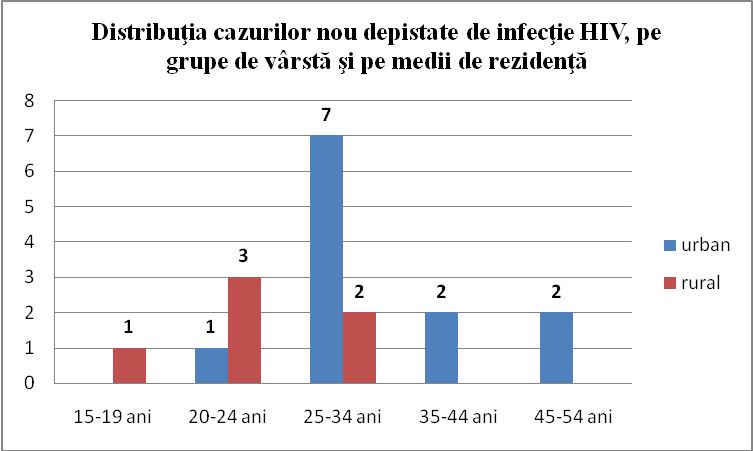 Distribuţia cazurilor nou depistate de infecţie HIV, pe
grupe de vârstă şi pe medii de rezidenţă
8
7
6
5
4
3
2
1
0
1
1
3
7
2
2
2
15-19 ani
20-24 ani
25-34 ani
35-44 ani
45-54 ani
urban
rural